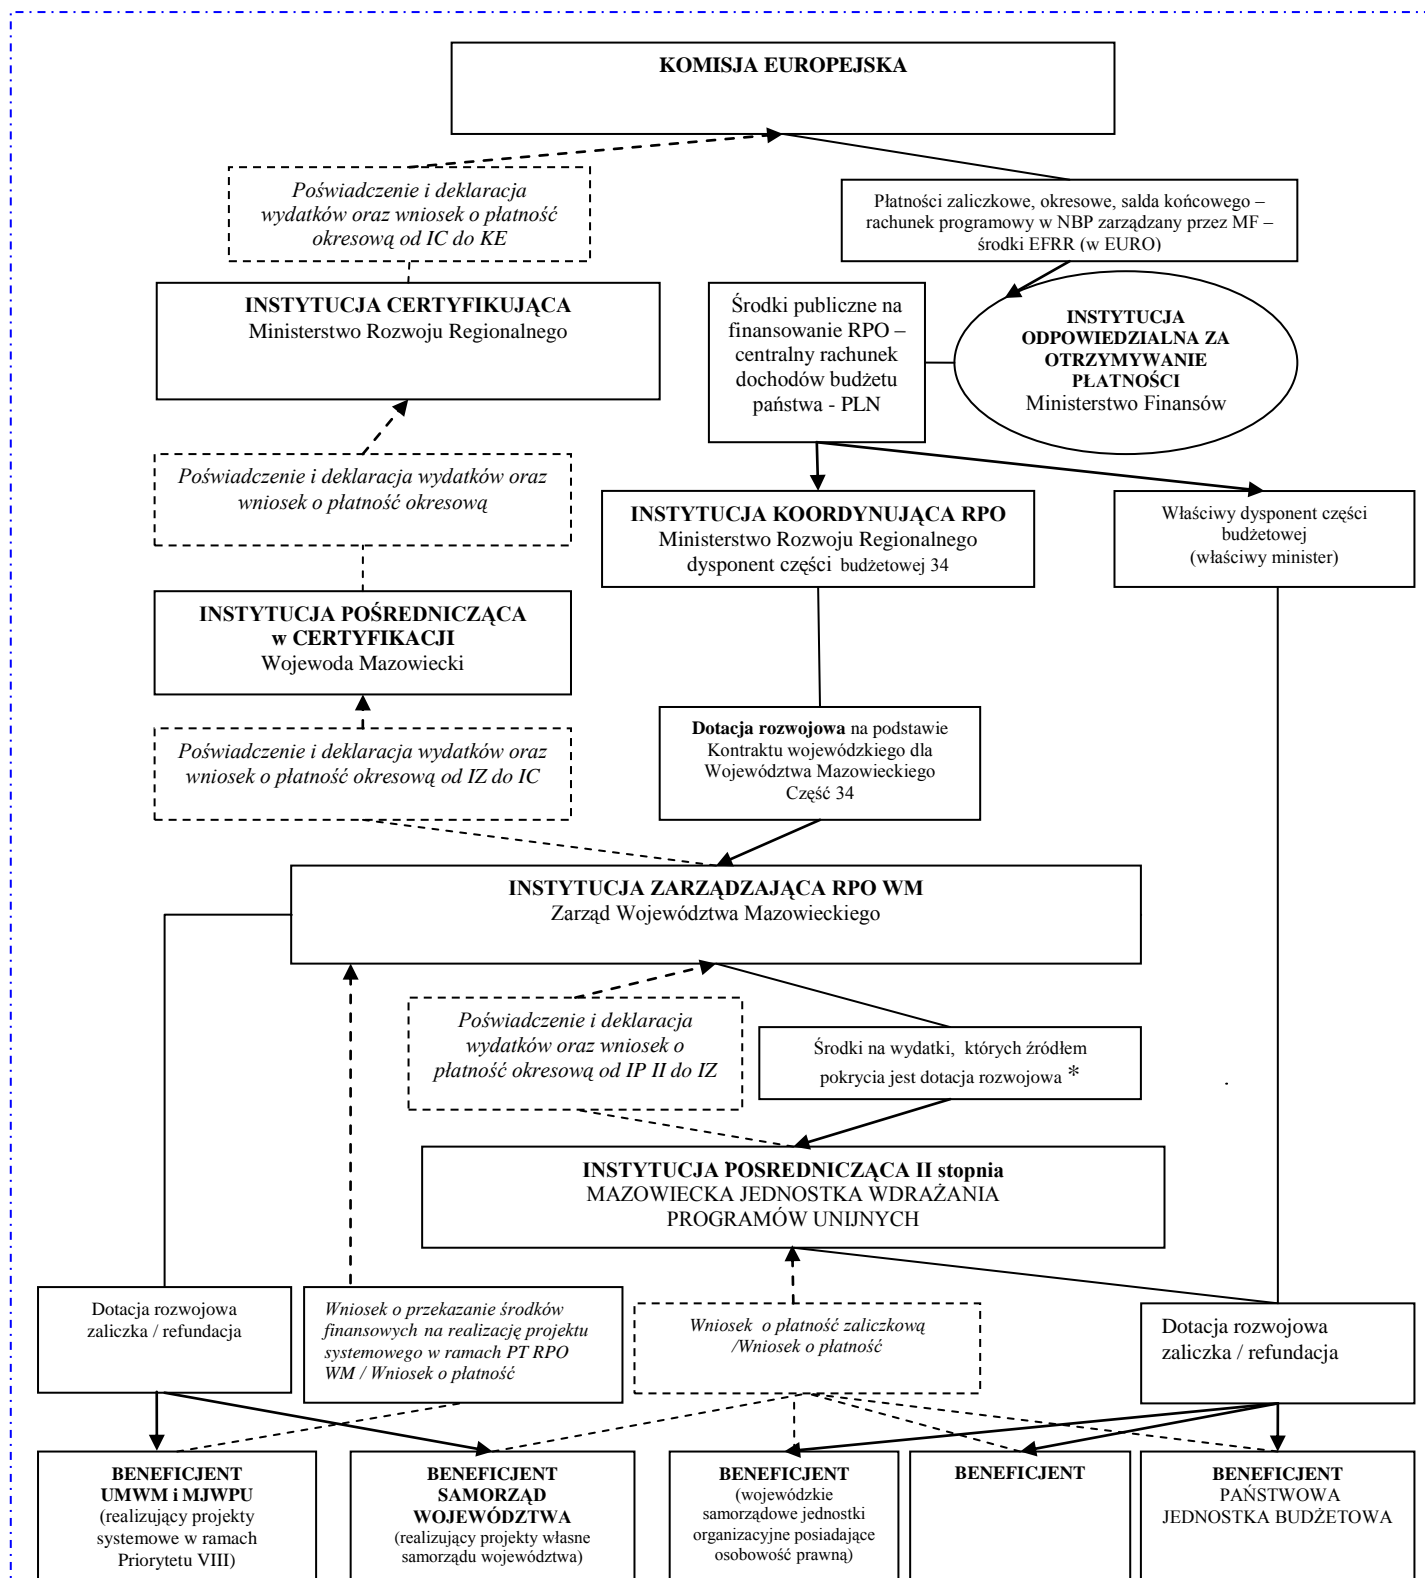 KOMISJA EUROPEJSKA
Poświadczenie i deklaracja
wydatków oraz wniosek o płatność
okresową od IC do KE
Płatności zaliczkowe, okresowe, salda końcowego –
rachunek programowy w NBP zarządzany przez MF –
środki EFRR (w EURO)
INSTYTUCJA CERTYFIKUJĄCA
Ministerstwo Rozwoju Regionalnego
Środki publiczne na
finansowanie RPO –
centralny rachunek
dochodów budżetu
państwa - PLN
INSTYTUCJA
ODPOWIEDZIALNA ZA
OTRZYMYWANIE
PŁATNOŚCI
Ministerstwo Finansów
Poświadczenie i deklaracja wydatków oraz
wniosek o płatność okresową
INSTYTUCJA KOORDYNUJĄCA RPO
Ministerstwo Rozwoju Regionalnego
dysponent części budżetowej 34
Właściwy dysponent części
budżetowej
(właściwy minister)
INSTYTUCJA POŚREDNICZĄCA
w CERTYFIKACJI
Wojewoda Mazowiecki
Poświadczenie i deklaracja wydatków oraz
wniosek o płatność okresową od IZ do IC
Dotacja rozwojowa na podstawie
Kontraktu wojewódzkiego dla
Województwa Mazowieckiego
Część 34
INSTYTUCJA ZARZĄDZAJĄCA RPO WM
Zarząd Województwa Mazowieckiego
Poświadczenie i deklaracja
wydatków oraz wniosek o
płatność okresową od IP II do IZ
Środki na wydatki, których źródłem
pokrycia jest dotacja rozwojowa *
.
INSTYTUCJA POSREDNICZĄCA II stopnia
MAZOWIECKA JEDNOSTKA WDRAŻANIA
PROGRAMÓW UNIJNYCH
Dotacja rozwojowa
zaliczka / refundacja
Wniosek o przekazanie środków
finansowych na realizację projektu
systemowego w ramach PT RPO
WM / Wniosek o płatność
Wniosek o płatność zaliczkową
/Wniosek o płatność
Dotacja rozwojowa
zaliczka / refundacja
BENEFICJENT
UMWM i MJWPU
(realizujący projekty
systemowe w ramach
Priorytetu VIII)
BENEFICJENT
SAMORZĄD
WOJEWÓDZTWA
(realizujący projekty własne
samorządu województwa)
BENEFICJENT
(wojewódzkie
samorządowe jednostki
organizacyjne posiadające
osobowość prawną)
BENEFICJENT
BENEFICJENT
PAŃSTWOWA
JEDNOSTKA BUDŻETOWA